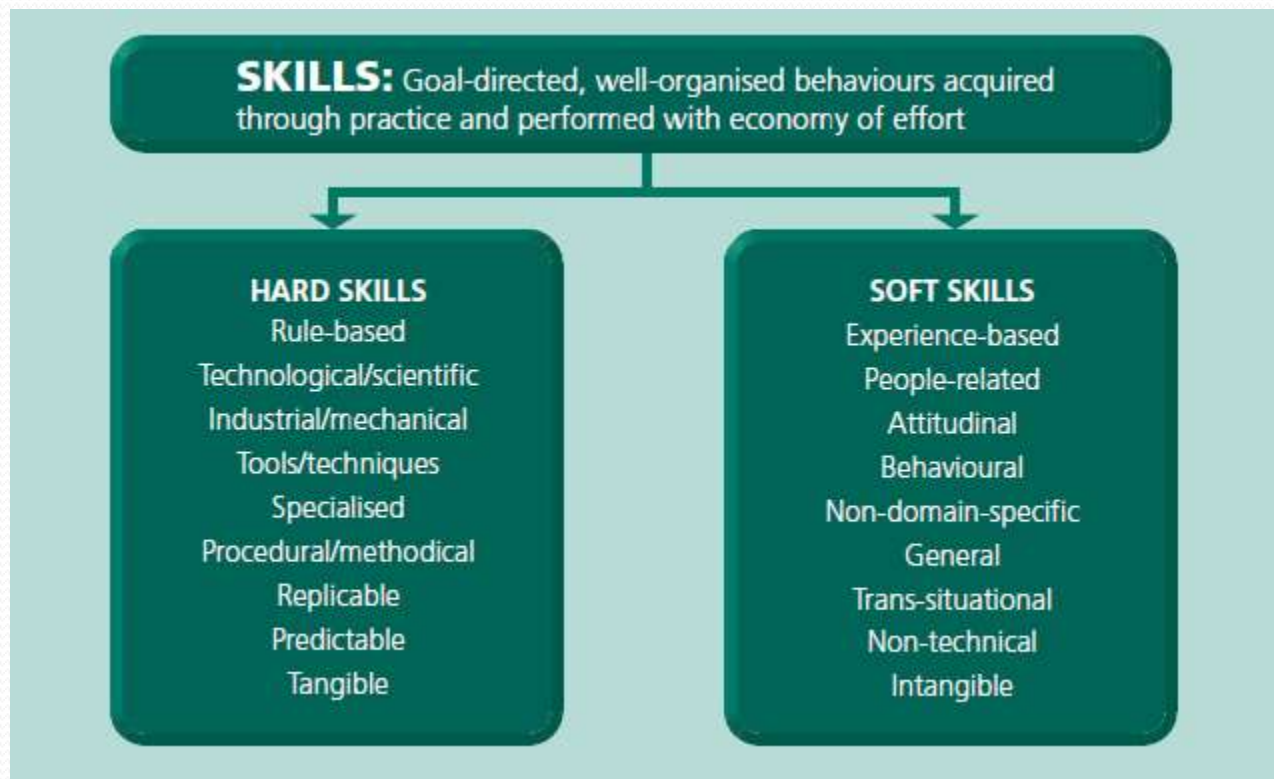 SKILLS: Goal-directed, well-organised behaviours acquired
through practice and performed with economy of effort
HARD SKILLS
Rule-based
Technological/scientific
Industrial/mechanical
Tools/techniques
Specialised
Procedural/methodical
Replicable
Predictable
Tangible
SOFT SKILLS
Experience-based
People-related
Attitudinal
Behavioural
Non-domain-specific
General
Trans-situational
Non-technical
Intangible